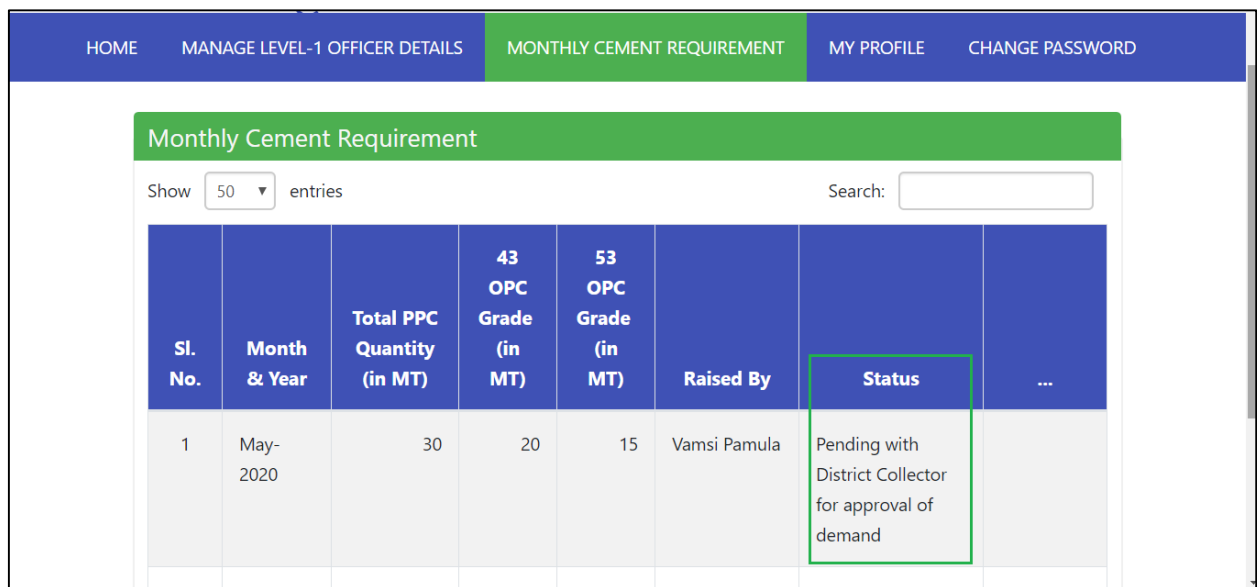 HOME MANAGE LEVEL-1 OFFICER DETAILS MONTHLY CEMENT REQUIREMENT MY PROFILE CHANGE PASSWORD
Monthly Cement Requirement
Show 50 entries Search:
Sl. No. Month & Year Total PPC Quantity (in MT) 43 OPC Grade (in MT) 53 OPC Grade (in MT) Raised By Status ...
1 May-2020 30 20 15 Vamsi Pamula Pending with District Collector for approval of demand